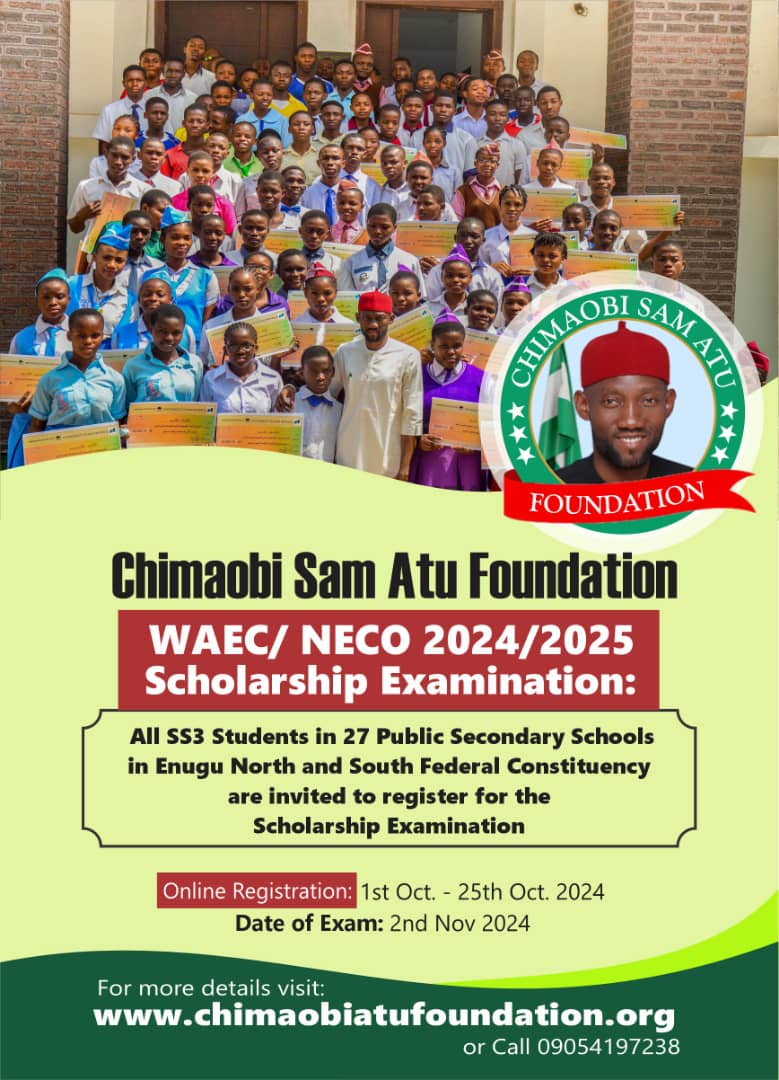 CHIMAOBI SAM ATU
FOUNDATION
Chimaobi Sam Atu Foundation
WAEC/ NECO 2024/2025
Scholarship Examination:
All SS3 Students in 27 Public Secondary Schools
in Enugu North and South Federal Constituency
are invited to register for the
Scholarship Examination
Online Registration: 1st Oct. - 25th Oct. 2024
Date of Exam: 2nd Nov 2024
For more details visit:
www.chimaobiatufoundation.org
or Call 09054197238